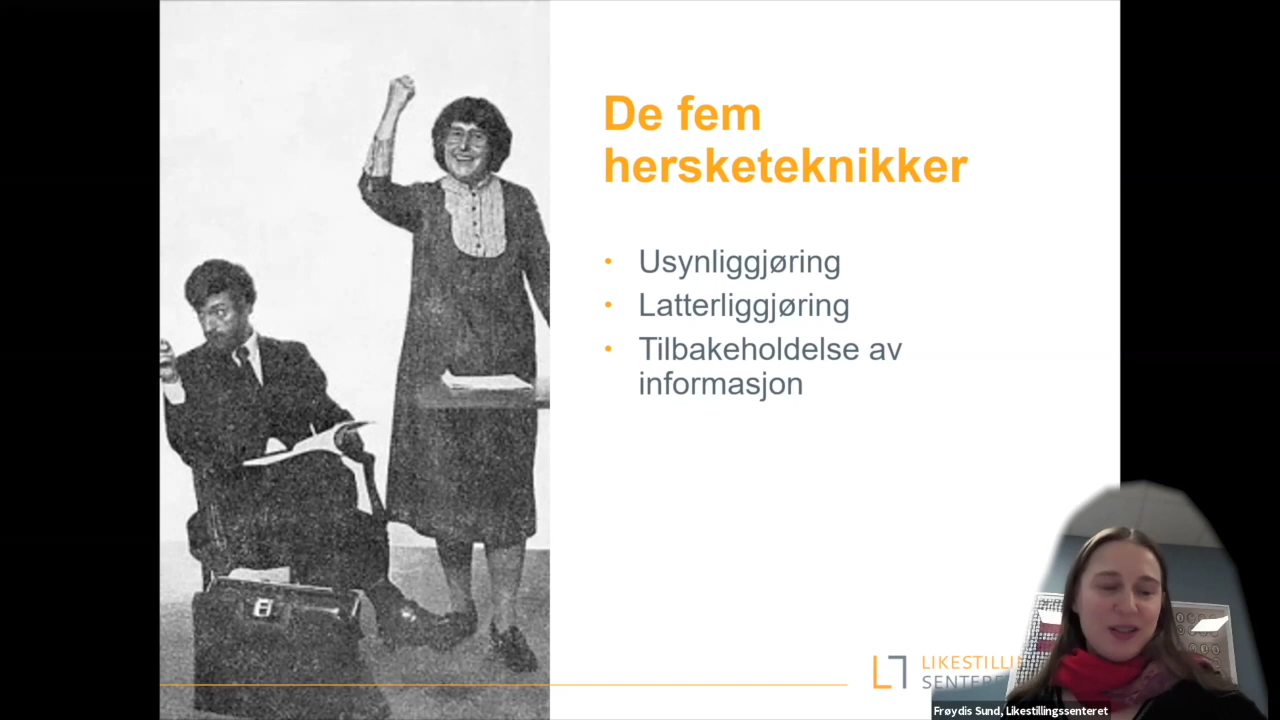 De fem
hersketeknikker
• Usynliggjøring
• Latterliggjøring
• Tilbakeholdelse av
informasjon
LIKESTILLI
SENTERE
Frøydis Sund, Likestillingssenteret